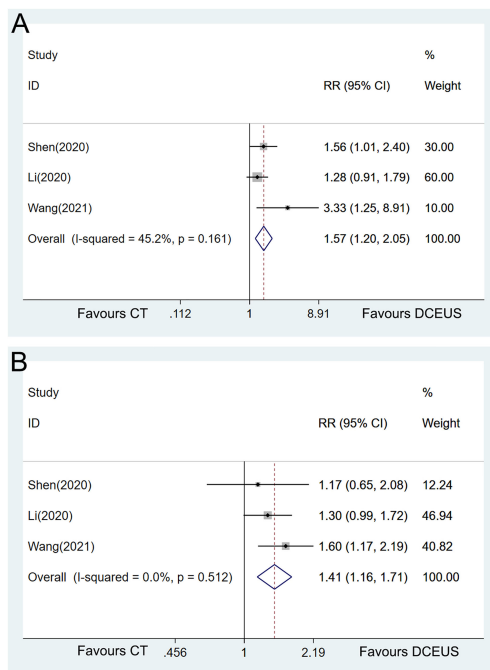 A
Study %
ID RR (95% CI) Weight
Shen(2020) 1.56 (1.01, 2.40) 30.00
Li(2020) 1.28 (0.91, 1.79) 60.00
Wang(2021) 3.33 (1.25, 8.91) 10.00
Overall (I-squared = 45.2%, p = 0.161) 1.57 (1.20, 2.05) 100.00
Favours CT .112 1 8.91 Favours DCEUS
B
Study %
ID RR (95% CI) Weight
Shen(2020) 1.17 (0.65, 2.08) 12.24
Li(2020) 1.30 (0.99, 1.72) 46.94
Wang(2021) 1.60 (1.17, 2.19) 40.82
Overall (I-squared = 0.0%, p = 0.512) 1.41 (1.16, 1.71) 100.00
Favours CT .456 1 2.19 Favours DCEUS